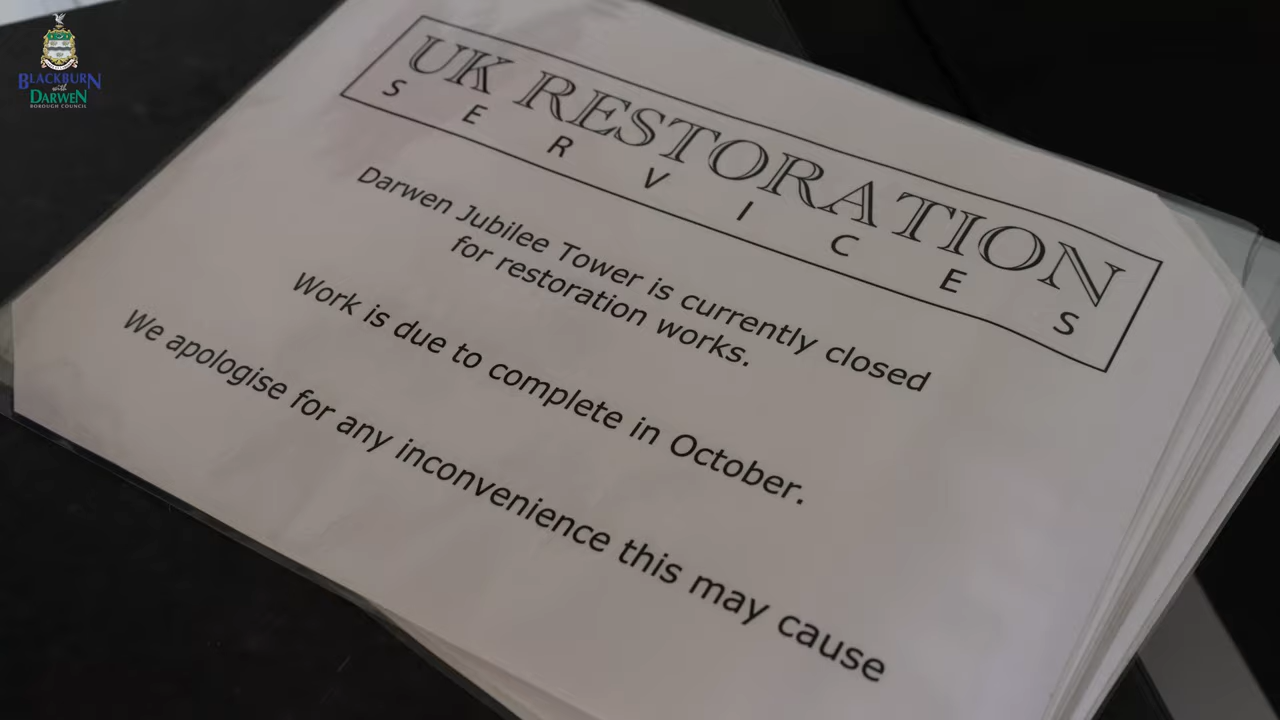 BLACKBURN
with
DARWEN
BOROUGH COUNCIL
UK RESTORATION
SERVICES
Darwen Jubilee Tower is currently closed
for restoration works.
Work is due to complete in October.
We apologise for any inconvenience this may cause